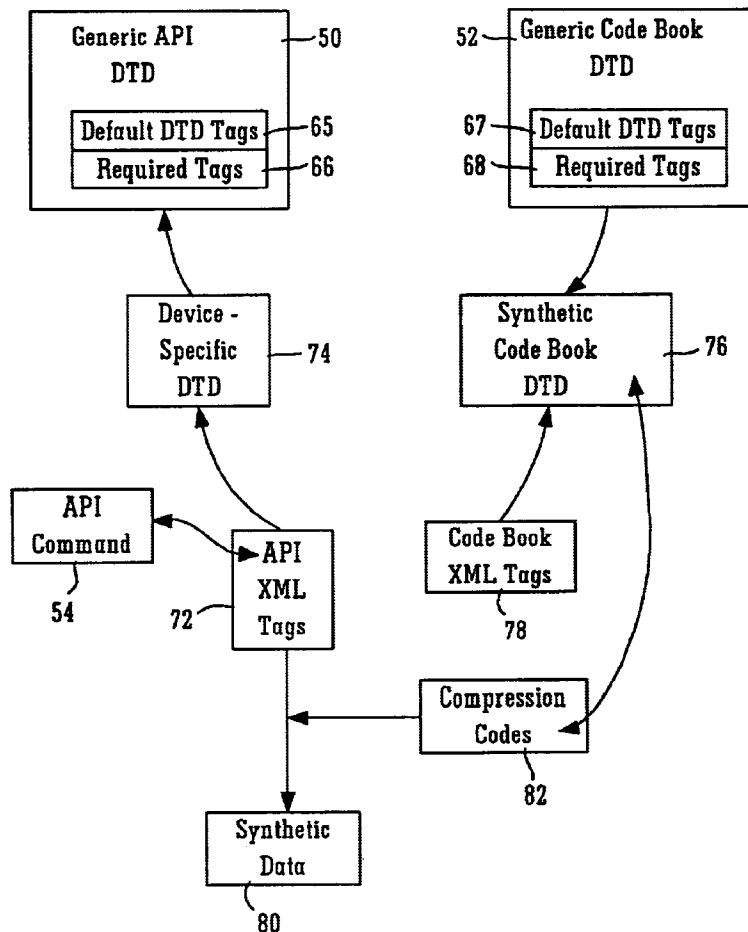 Generic API
DTD
50
Default DTD Tags
65
Required Tags
66
52
Generic Code Book
DTD
67
Default DTD Tags
68
Required Tags
Device -
Specific
DTD
74
Synthetic
Code Book
DTD
76
API
Command
54
API
XML
Tags
72
Code Book
XML Tags
78
Compression
Codes
82
Synthetic
Data
80